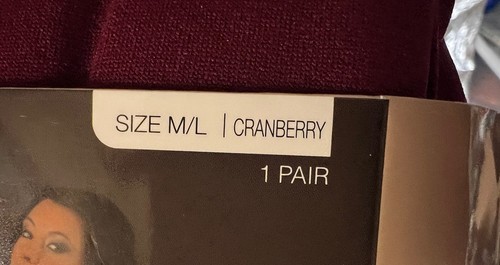 SIZE M/L | CRANBERRY
1 PAIR